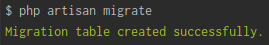 $ php artisan migrate
Migration table created successfully.